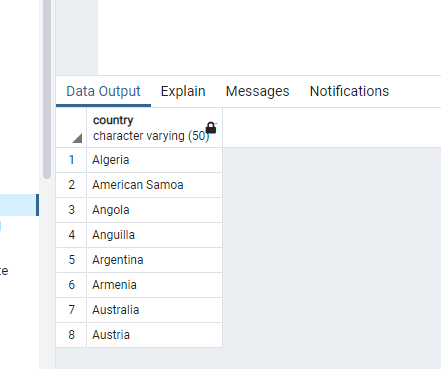 Data Output Explain Messages Notifications
country
character varying (50)
1 Algeria
2 American Samoa
3 Angola
4 Anguilla
5 Argentina
6 Armenia
7 Australia
8 Austria